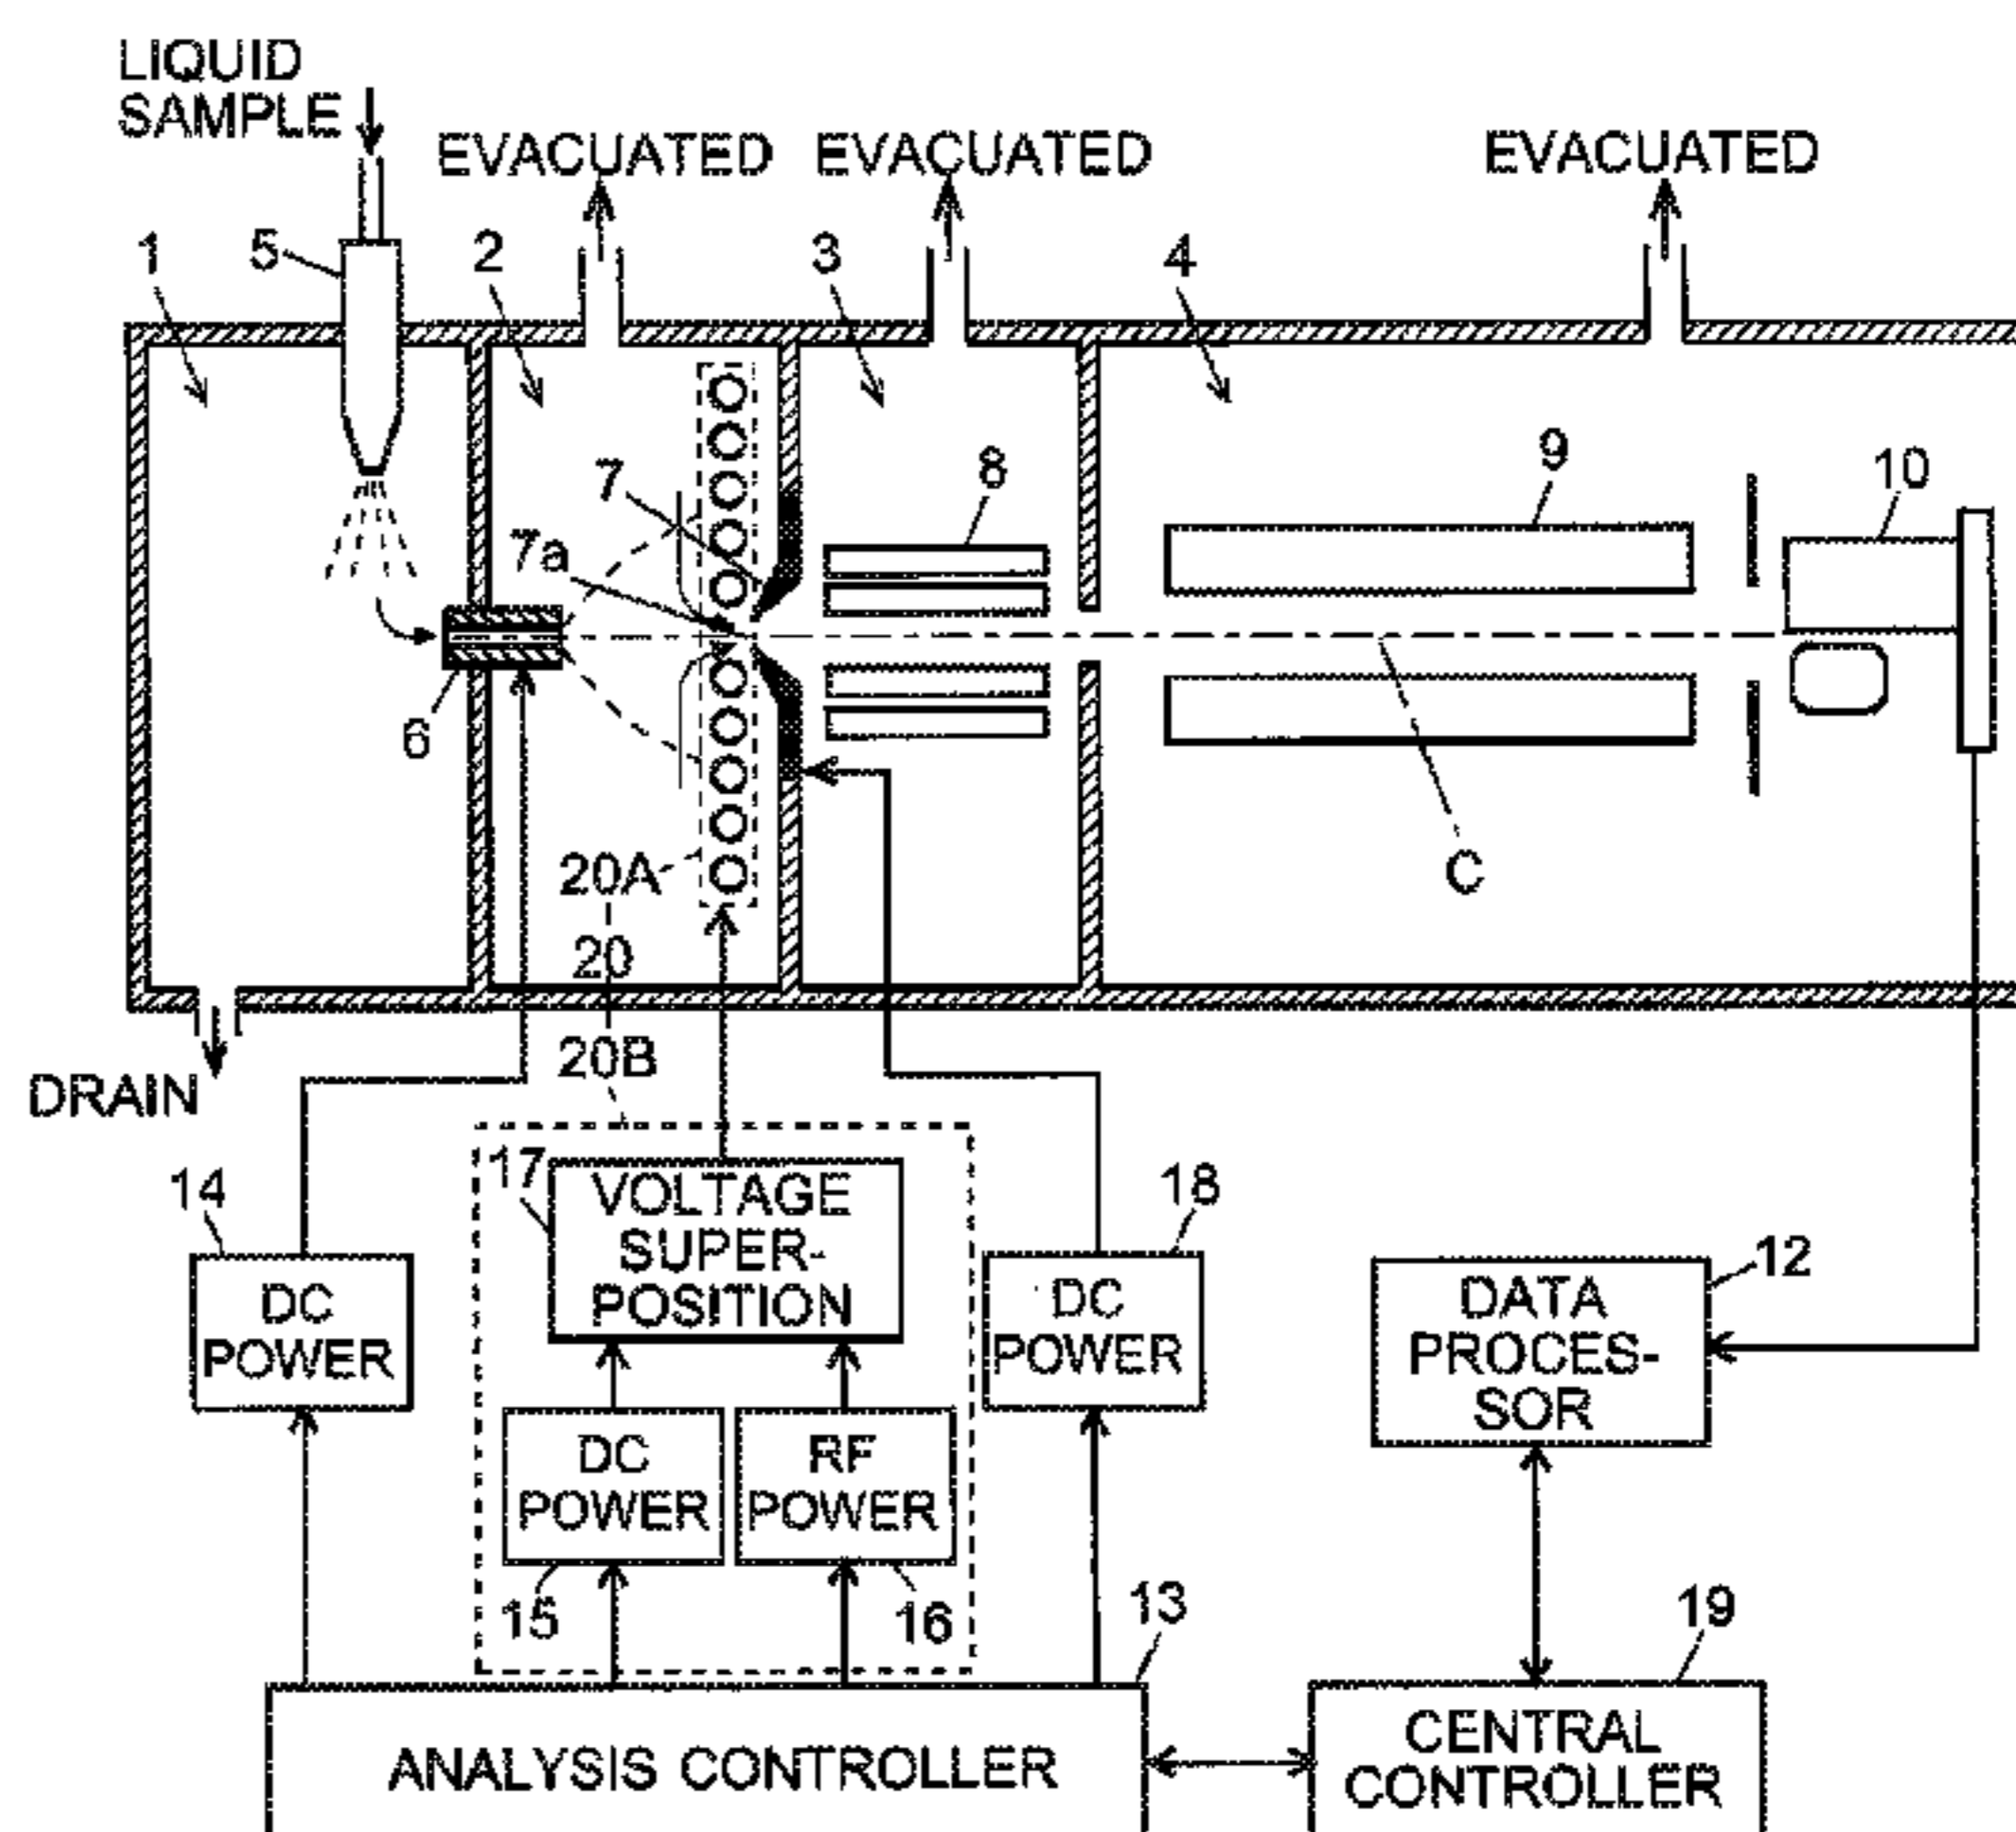 LIQUID
SAMPLE
EVACUATED
EVACUATED
EVACUATED
1
5
2
3
4
7
8
9
10
7a
6
20A
C
20
20B
DRAIN
17
VOLTAGE
SUPER-
POSITION
14
18
DC
POWER
DC
POWER
12
DATA
PROCES-
SOR
DC
POWER
RF
POWER
15
16
13
19
ANALYSIS CONTROLLER
CENTRAL
CONTROLLER